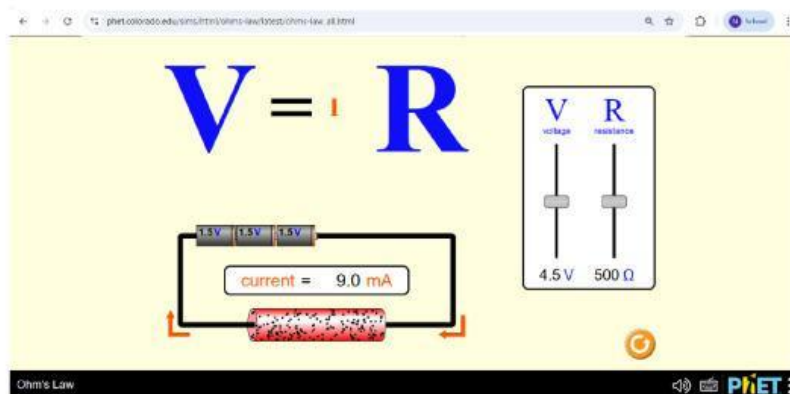 phet.colorado.edu/sims/html/ohms-law/latest/ohms-law_all.html
School
V = I R
V R
voltage resistance
4.5 V 500 Ω
1.5 V 1.5 V 1.5 V
current = 9.0 mA
Ohm's Law
PhET